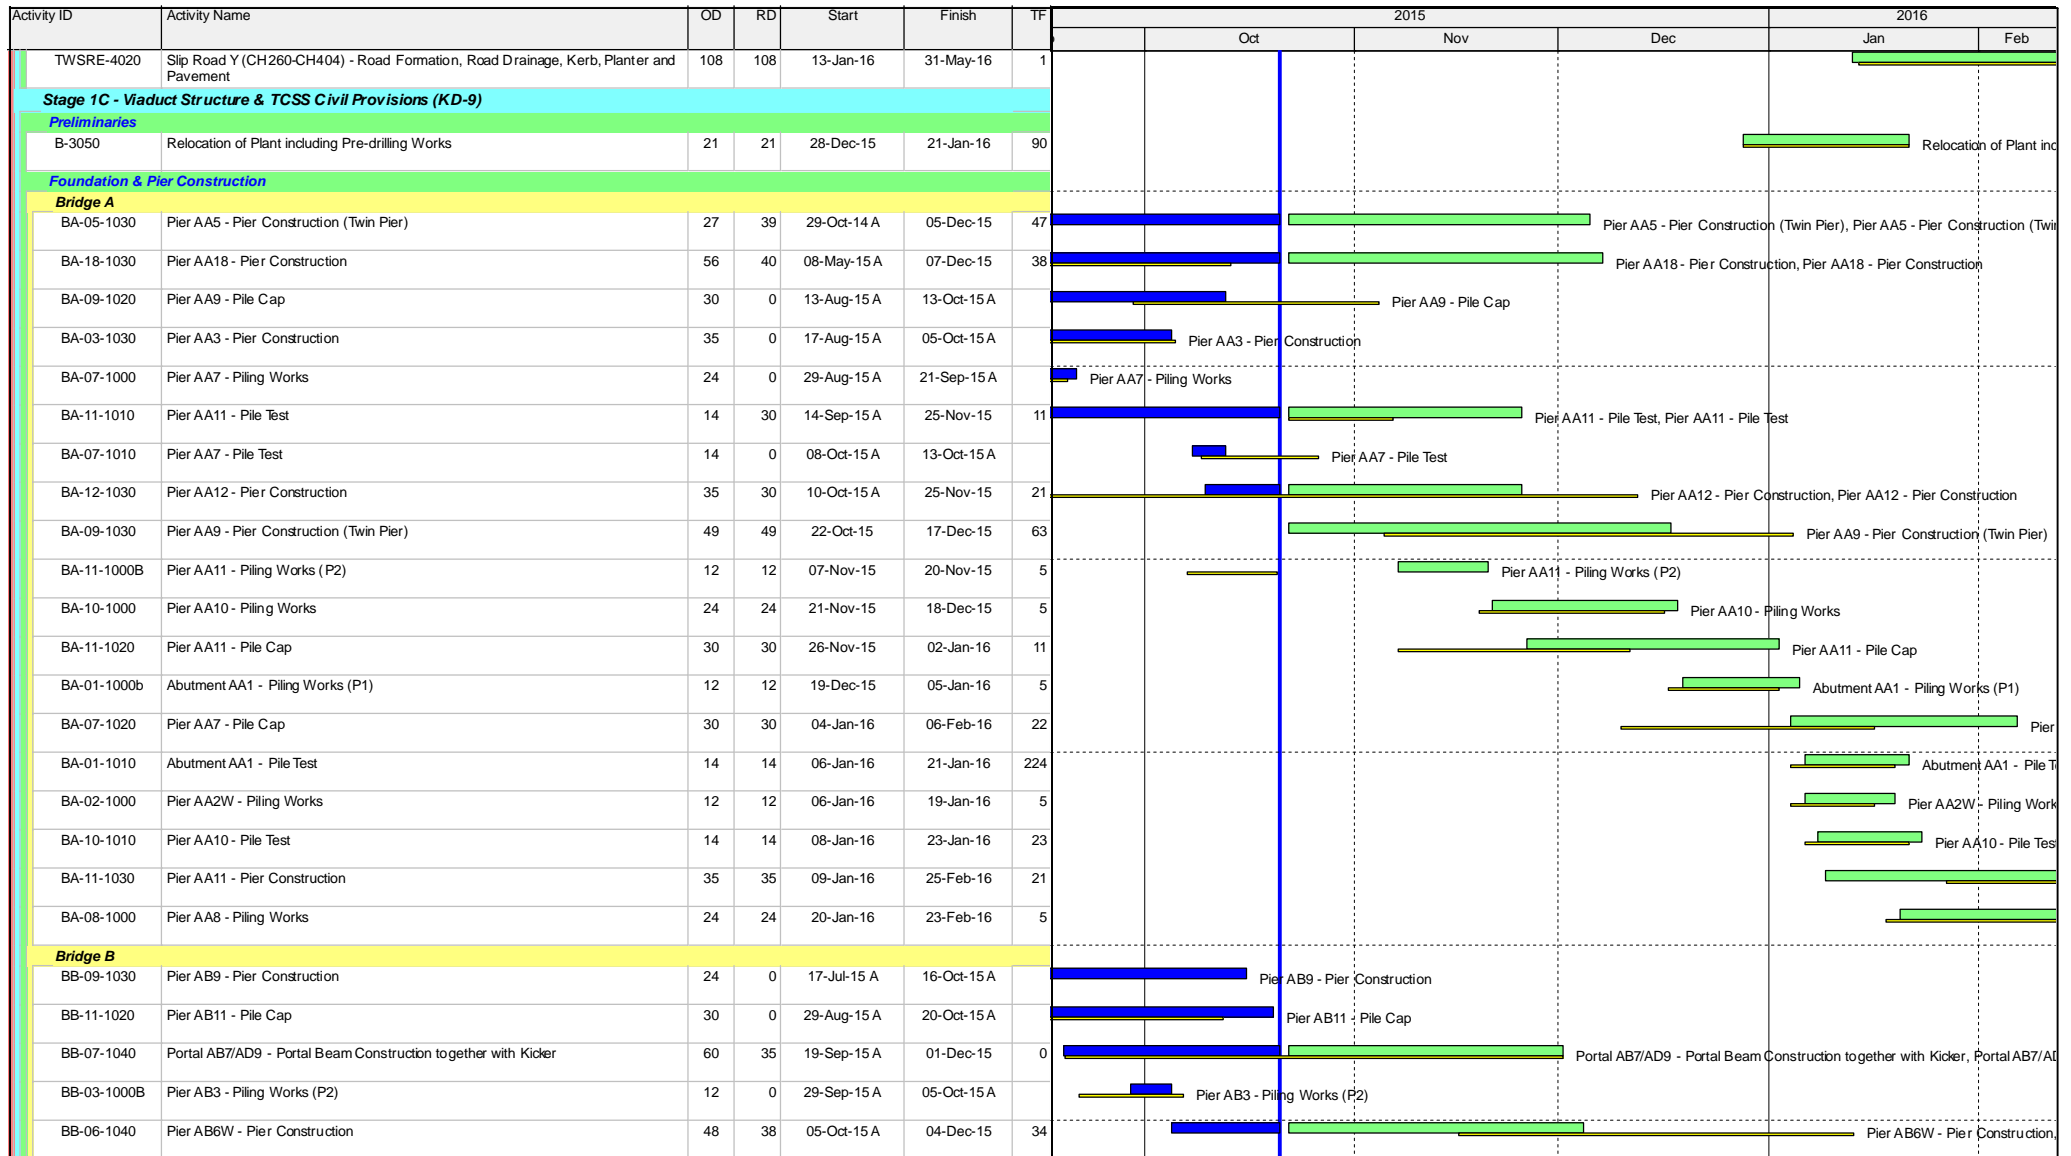 Activity ID Activity Name OD RD Start Finish TF 2015 2016
Oct Nov Dec Jan Feb
TWSRE-4020 Slip Road Y (CH260-CH404) - Road Formation, Road Drainage, Kerb, Planter and 108 108 13-Jan-16 31-May-16 1
Pavement
Stage 1C - Viaduct Structure & TCSS Civil Provisions (KD-9)
Preliminaries
B-3050 Relocation of Plant including Pre-drilling Works 21 21 28-Dec-15 21-Jan-16 90 Relocation of Plant inc
Foundation & Pier Construction
Bridge A
BA-05-1030 Pier AA5 - Pier Construction (Twin Pier) 27 39 29-Oct-14 A 05-Dec-15 47 Pier AA5 - Pier Construction (Twin Pier), Pier AA5 - Pier Construction (Twin
BA-18-1030 Pier AA18 - Pier Construction 56 40 08-May-15 A 07-Dec-15 38 Pier AA18 - Pier Construction, Pier AA18 - Pier Construction
BA-09-1020 Pier AA9 - Pile Cap 30 0 13-Aug-15 A 13-Oct-15 A Pier AA9 - Pile Cap
BA-03-1030 Pier AA3 - Pier Construction 35 0 17-Aug-15 A 05-Oct-15 A Pier AA3 - Pier Construction
BA-07-1000 Pier AA7 - Piling Works 24 0 29-Aug-15 A 21-Sep-15 A Pier AA7 - Piling Works
BA-11-1010 Pier AA11 - Pile Test 14 30 14-Sep-15 A 25-Nov-15 11 Pier AA11 - Pile Test, Pier AA11 - Pile Test
BA-07-1010 Pier AA7 - Pile Test 14 0 08-Oct-15 A 13-Oct-15 A Pier AA7 - Pile Test
BA-12-1030 Pier AA12 - Pier Construction 35 30 10-Oct-15 A 25-Nov-15 21 Pier AA12 - Pier Construction, Pier AA12 - Pier Construction
BA-09-1030 Pier AA9 - Pier Construction (Twin Pier) 49 49 22-Oct-15 17-Dec-15 63 Pier AA9 - Pier Construction (Twin Pier)
BA-11-1000B Pier AA11 - Piling Works (P2) 12 12 07-Nov-15 20-Nov-15 5 Pier AA11 - Piling Works (P2)
BA-10-1000 Pier AA10 - Piling Works 24 24 21-Nov-15 18-Dec-15 5 Pier AA10 - Piling Works
BA-11-1020 Pier AA11 - Pile Cap 30 30 26-Nov-15 02-Jan-16 11 Pier AA11 - Pile Cap
BA-01-1000b Abutment AA1 - Piling Works (P1) 12 12 19-Dec-15 05-Jan-16 5 Abutment AA1 - Piling Works (P1)
BA-07-1020 Pier AA7 - Pile Cap 30 30 04-Jan-16 06-Feb-16 22 Pier
BA-01-1010 Abutment AA1 - Pile Test 14 14 06-Jan-16 21-Jan-16 224 Abutment AA1 - Pile T
BA-02-1000 Pier AA2W - Piling Works 12 12 06-Jan-16 19-Jan-16 5 Pier AA2W - Piling Work
BA-10-1010 Pier AA10 - Pile Test 14 14 08-Jan-16 23-Jan-16 23 Pier AA10 - Pile Test
BA-11-1030 Pier AA11 - Pier Construction 35 35 09-Jan-16 25-Feb-16 21
BA-08-1000 Pier AA8 - Piling Works 24 24 20-Jan-16 23-Feb-16 5
Bridge B
BB-09-1030 Pier AB9 - Pier Construction 24 0 17-Jul-15 A 16-Oct-15 A Pier AB9 - Pier Construction
BB-11-1020 Pier AB11 - Pile Cap 30 0 29-Aug-15 A 20-Oct-15 A Pier AB11 - Pile Cap
BB-07-1040 Portal AB7/AD9 - Portal Beam Construction together with Kicker 60 35 19-Sep-15 A 01-Dec-15 0 Portal AB7/AD9 - Portal Beam Construction together with Kicker, Portal AB7/AD
BB-03-1000B Pier AB3 - Piling Works (P2) 12 0 29-Sep-15 A 05-Oct-15 A Pier AB3 - Piling Works (P2)
BB-06-1040 Pier AB6W - Pier Construction 48 38 05-Oct-15 A 04-Dec-15 34 Pier AB6W - Pier Construction,